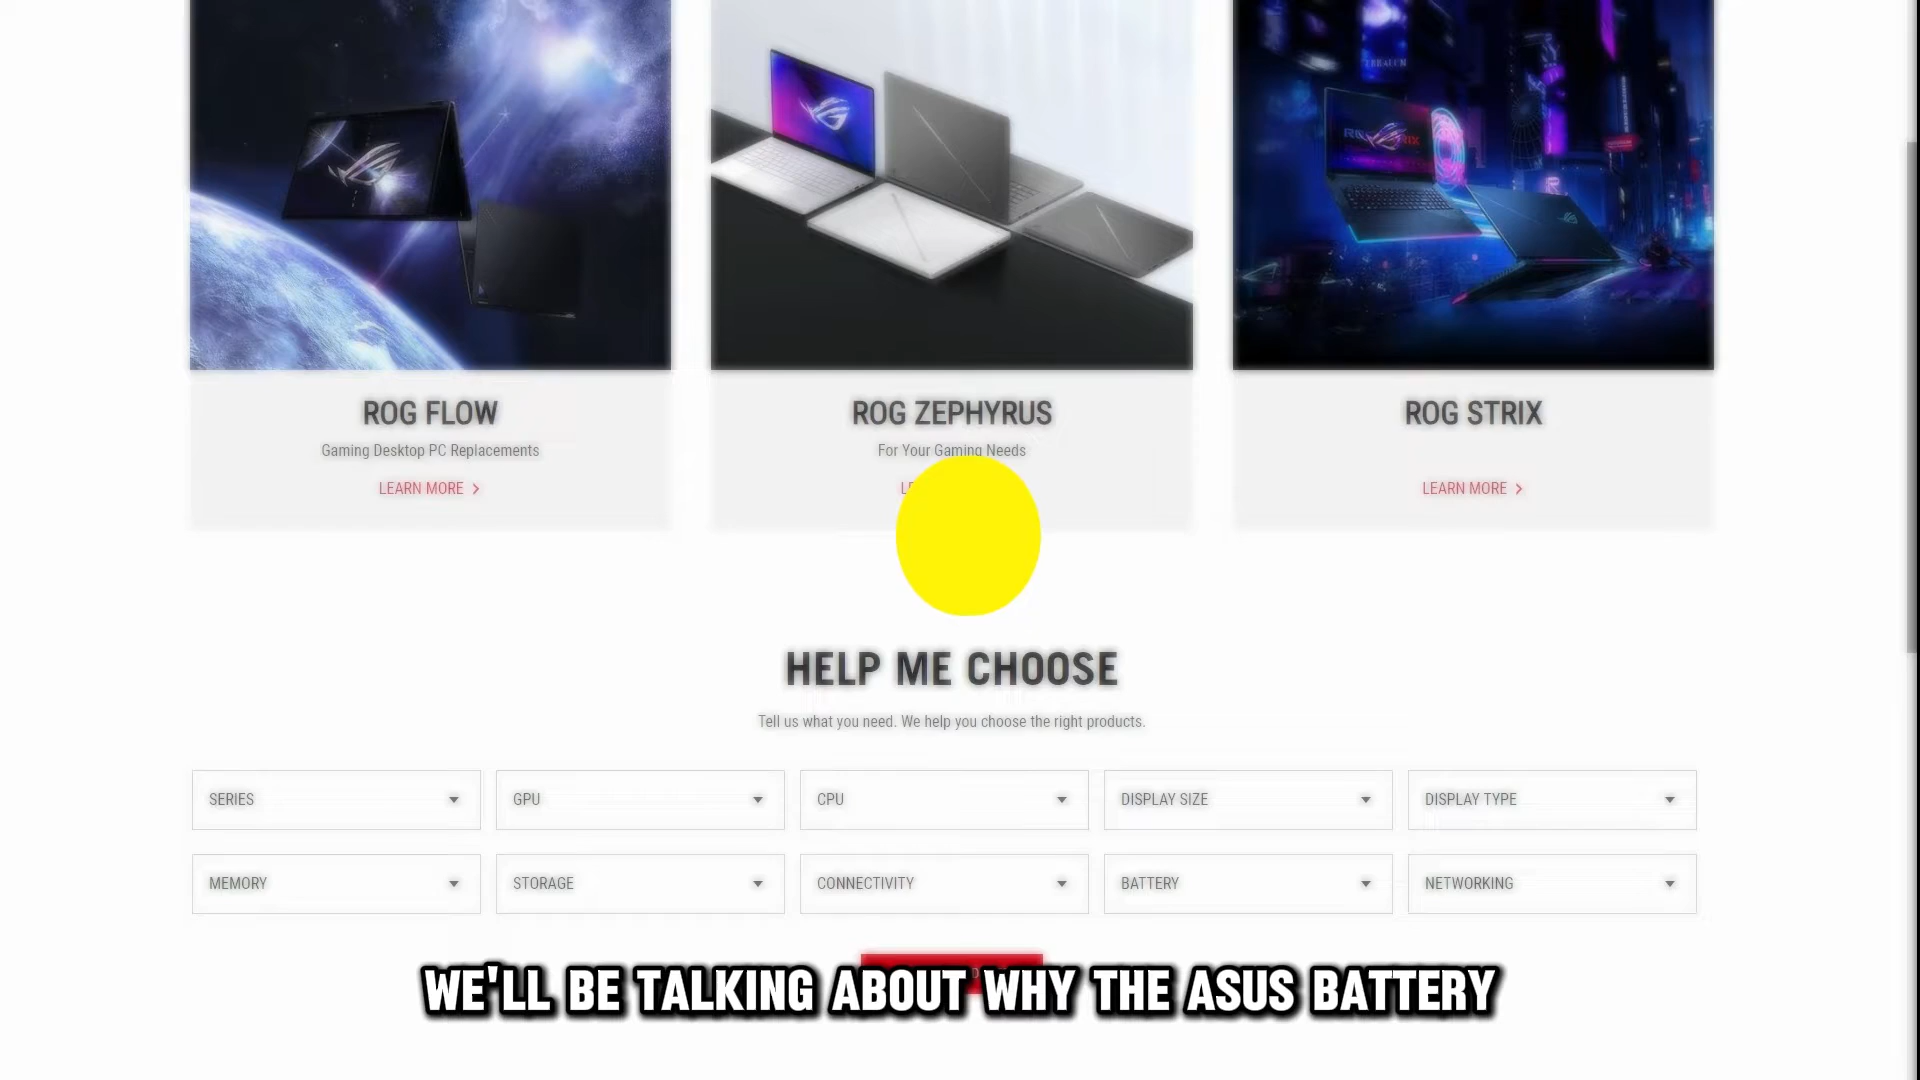 ROG FLOW
Gaming Desktop PC Replacements
LEARN MORE
ROG ZEPHYRUS
For Your Gaming Needs
ROG STRIX
LEARN MORE
HELP ME CHOOSE
Tell us what you need. We help you choose the right products.
SERIES
GPU
CPU
DISPLAY SIZE
DISPLAY TYPE
MEMORY
STORAGE
CONNECTIVITY
BATTERY
NETWORKING
WE'LL BE TALKING ABOUT WHY THE ASUS BATTERY